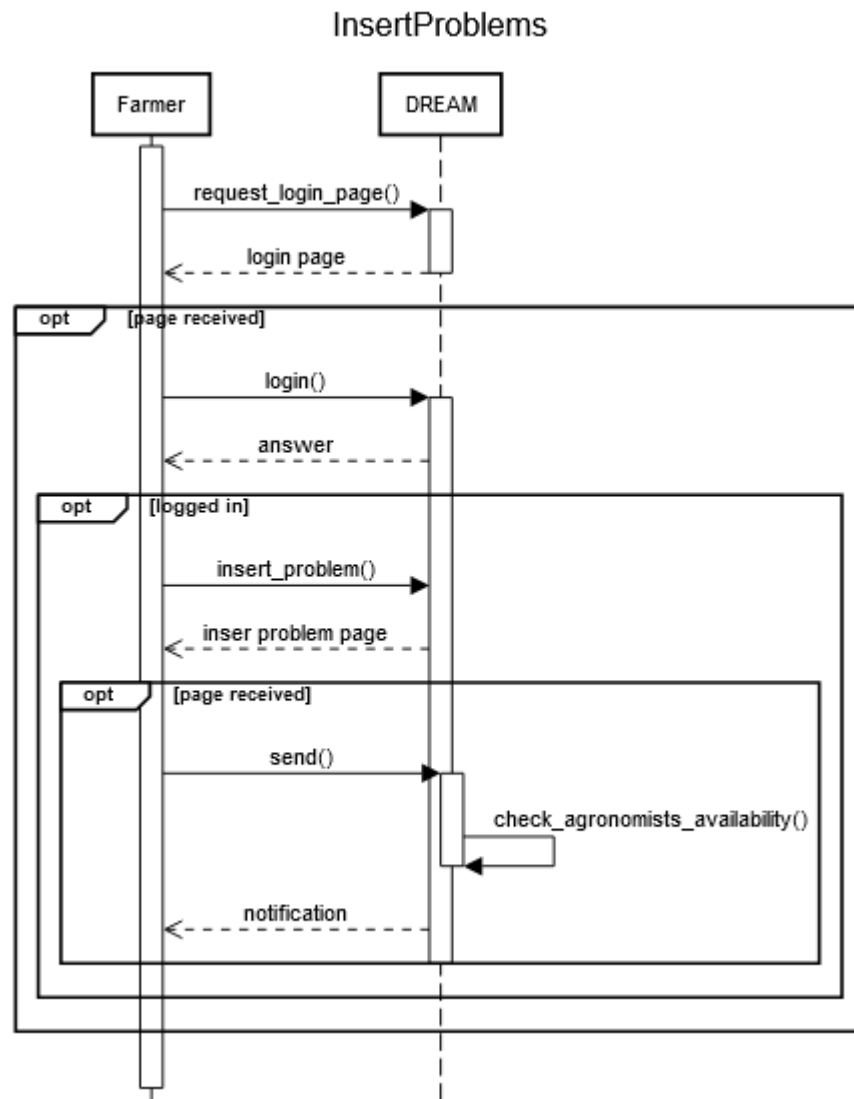 InsertProblems
Farmer
DREAM
request_login_page()
login page
opt [page received]
login()
answer
opt [logged in]
insert_problem()
inser problem page
opt [page received]
send()
check_agronomists_availability()
notification